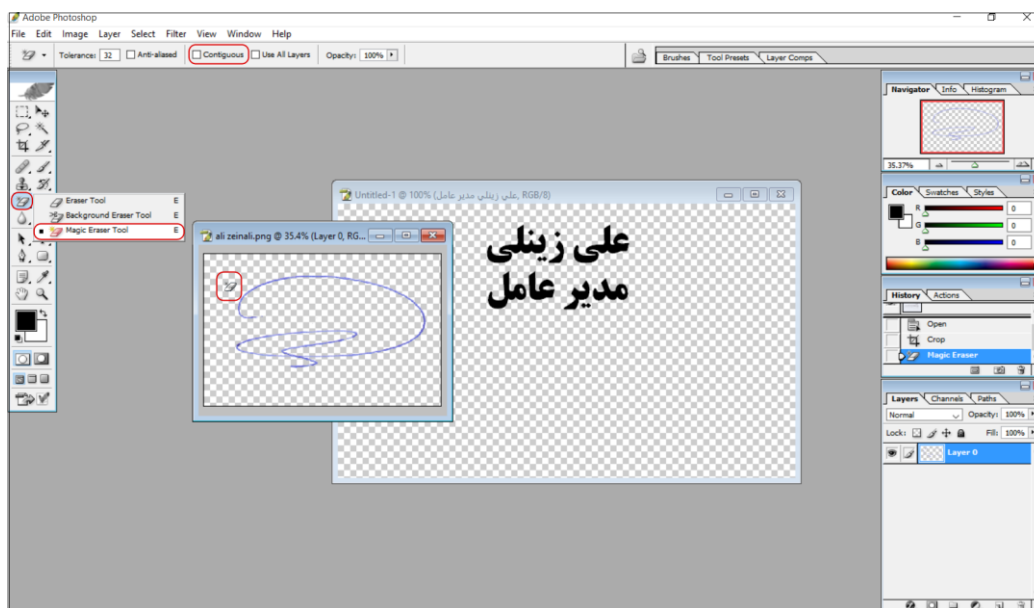 Adobe Photoshop
File Edit Image Layer Select Filter View Window Help
Tolerance: 32 Anti-aliased Contiguous Use All Layers Opacity: 100%
Brushes Tool Presets Layer Comps
Navigator Info Histogram
35.37%
Eraser Tool E
Background Eraser Tool E
Magic Eraser Tool E
Untitled-1 @ 100% (علي زينلي مدير عامل, RGB/8)
علی زینلی
مدیر عامل
ali zeinali.png @ 35.4% (Layer 0, RG...
Color Swatches Styles
R 0
G 0
B 0
History Actions
Open
Crop
Magic Eraser
Layers Channels Paths
Normal Opacity: 100%
Lock: Fill: 100%
Layer 0